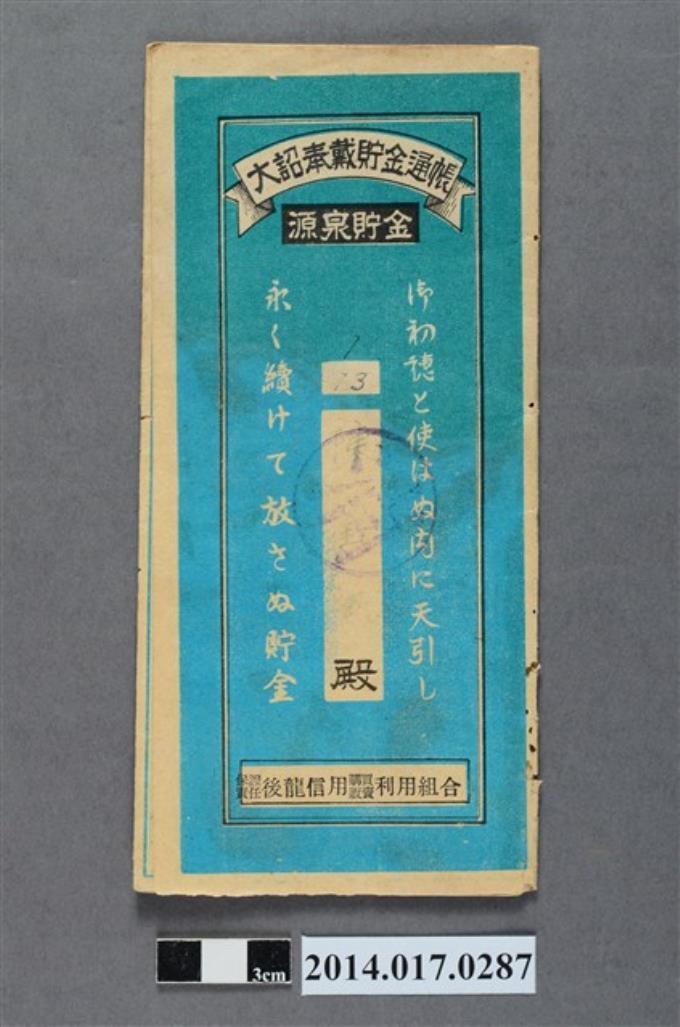 大詔奉戴貯金通帳
源泉貯金
御初穂と使はぬ内に天引し
永く續けて放さぬ貯金
13
殿
保證責任後龍信用購買販賣利用組合
3cm
2014.017.0287